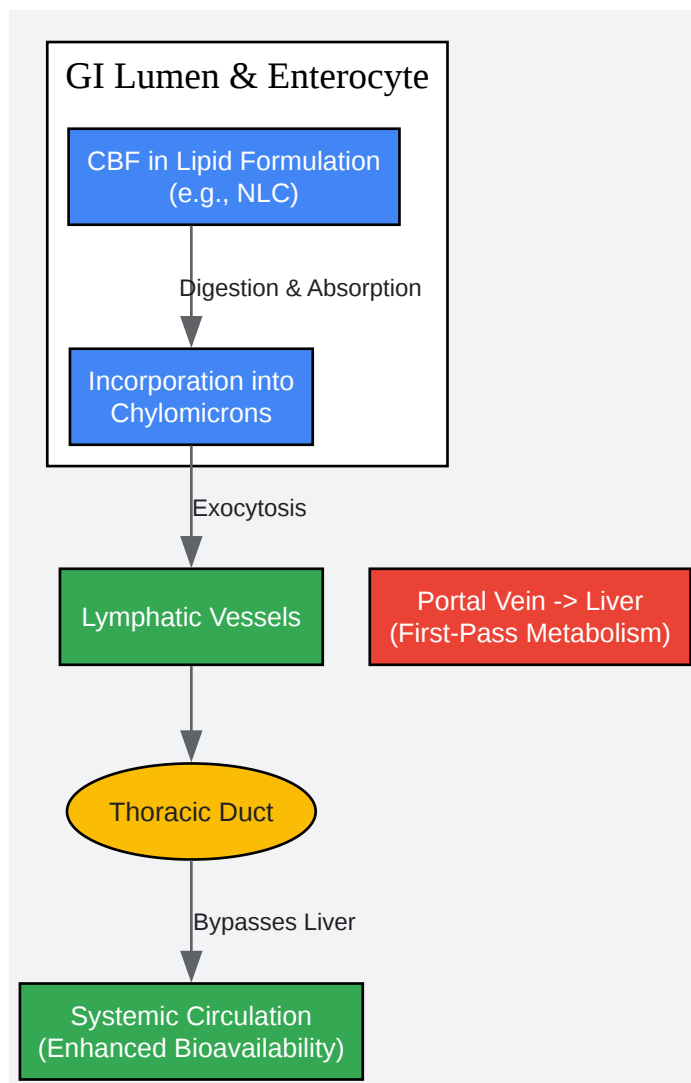 GI Lumen & Enterocyte
CBF in Lipid Formulation
(e.g., NLC)
Digestion & Absorption
Incorporation into
Chylomicrons
Exocytosis
Lymphatic Vessels
Portal Vein -> Liver
(First-Pass Metabolism)
Thoracic Duct
Bypasses Liver
Systemic Circulation
(Enhanced Bioavailability)